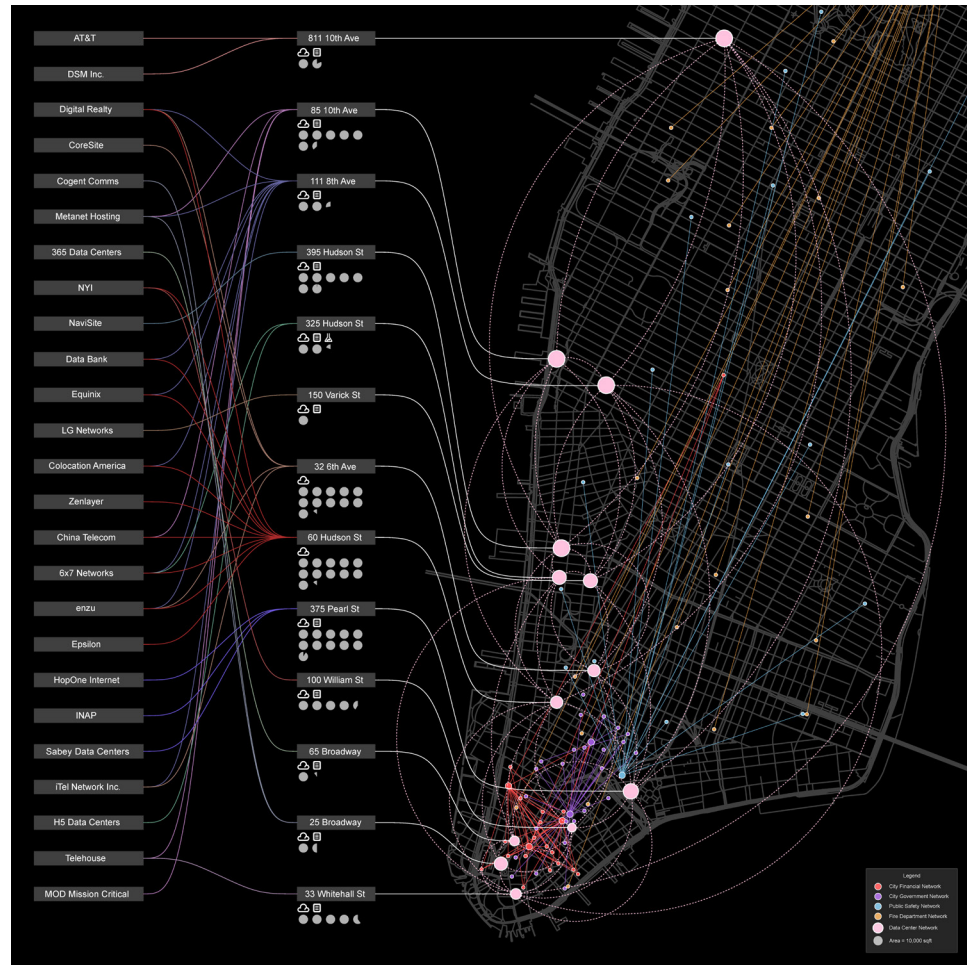 AT&T
DSM Inc.
Digital Realty
CoreSite
Cogent Comms
Metanet Hosting
365 Data Centers
NYI
NaviSite
Data Bank
Equinix
LG Networks
Colocation America
Zenlayer
China Telecom
6x7 Networks
enzu
Epsilon
HopOne Internet
INAP
Sabey Data Centers
iTel Network Inc.
H5 Data Centers
Telehouse
MOD Mission Critical
811 10th Ave
85 10th Ave
111 8th Ave
395 Hudson St
325 Hudson St
150 Varick St
32 6th Ave
60 Hudson St
375 Pearl St
100 William St
65 Broadway
25 Broadway
33 Whitehall St
Legend
City Financial Network
City Government Network
Public Safety Network
Fire Department Network
Data Center Network
Area = 10,000 sqft